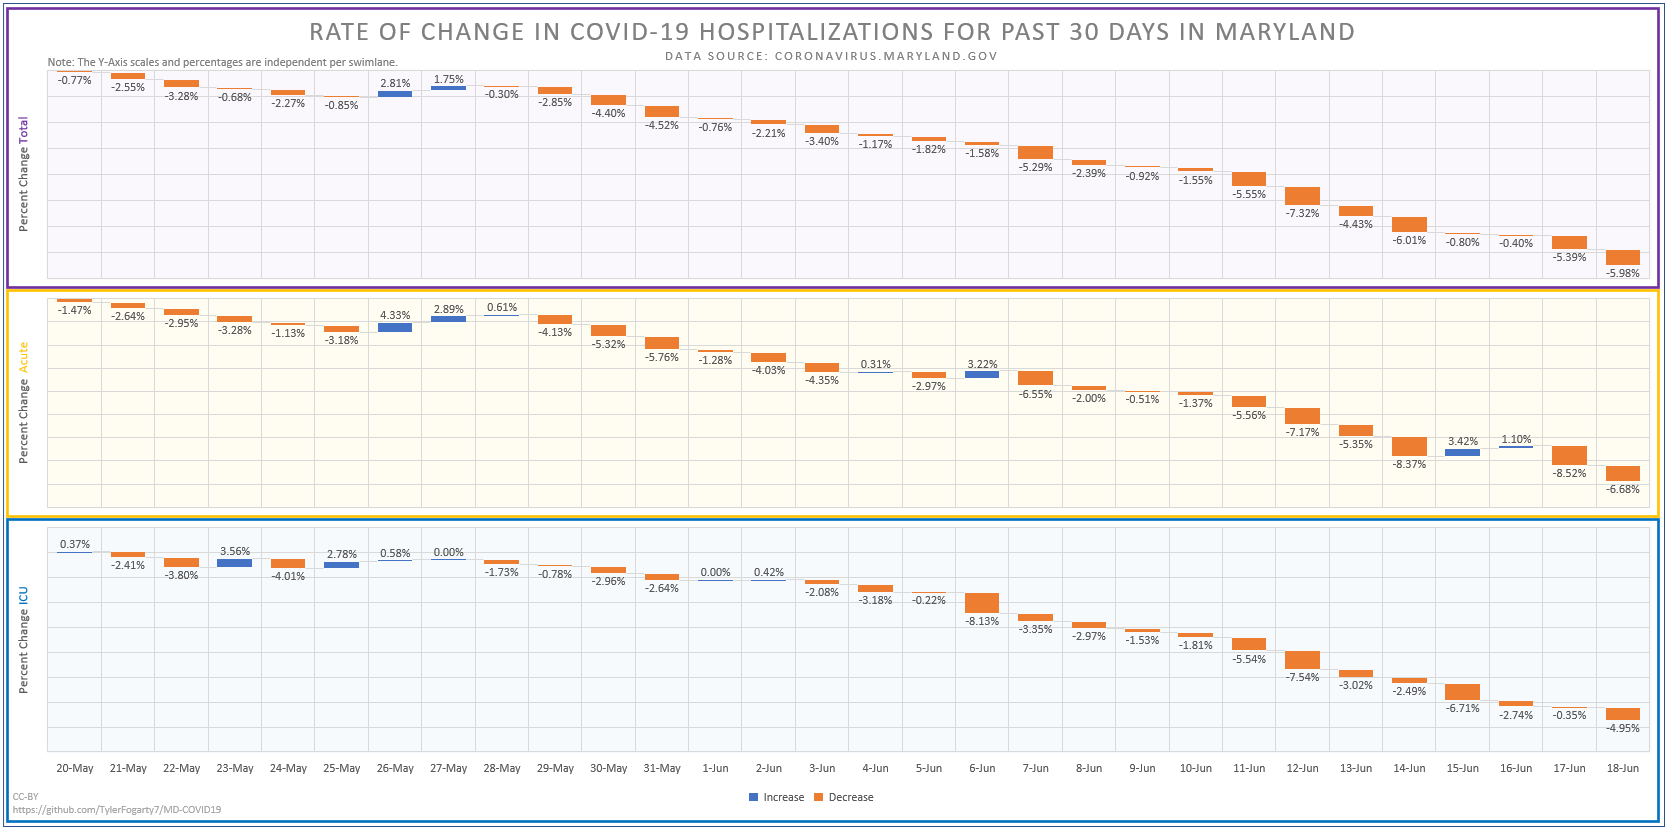 RATE OF CHANGE IN COVID-19 HOSPITALIZATIONS FOR PAST 30 DAYS IN MARYLAND
DATA SOURCE: CORONAVIRUS.MARYLAND.GOV
Note: The Y-Axis scales and percentages are independent per swimlane.
Percent Change Total
-0.77% -2.55% -3.28% -0.68% -2.27% -0.85% 2.81% 1.75% -0.30% -2.85% -4.40% -4.52% -0.76% -2.21% -3.40% -1.17% -1.82% -1.58% -5.29% -2.39% -0.92% -1.55% -5.55% -7.32% -4.43% -6.01% -0.80% -0.40% -5.39% -5.98%
Percent Change Acute
-1.47% -2.64% -2.95% -3.28% -1.13% -3.18% 4.33% 2.89% 0.61% -4.13% -5.32% -5.76% -1.28% -4.03% -4.35% 0.31% -2.97% 3.22% -6.55% -2.00% -0.51% -1.37% -5.56% -7.17% -5.35% -8.37% 3.42% 1.10% -8.52% -6.68%
Percent Change ICU
0.37% -2.41% -3.80% 3.56% -4.01% 2.78% 0.58% 0.00% -1.73% -0.78% -2.96% -2.64% 0.00% 0.42% -2.08% -3.18% -0.22% -8.13% -3.35% -2.97% -1.53% -1.81% -5.54% -7.54% -3.02% -2.49% -6.71% -2.74% -0.35% -4.95%
20-May 21-May 22-May 23-May 24-May 25-May 26-May 27-May 28-May 29-May 30-May 31-May 1-Jun 2-Jun 3-Jun 4-Jun 5-Jun 6-Jun 7-Jun 8-Jun 9-Jun 10-Jun 11-Jun 12-Jun 13-Jun 14-Jun 15-Jun 16-Jun 17-Jun 18-Jun
Increase Decrease
CC-BY
https://github.com/TylerFogarty7/MD-COVID19